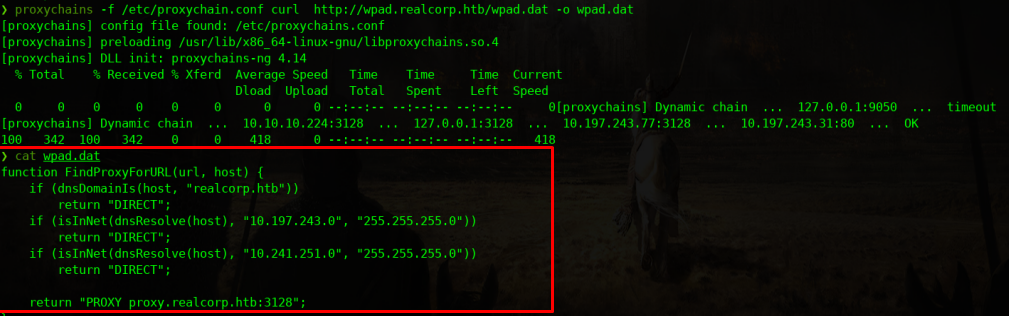 ❯ proxychains -f /etc/proxychain.conf curl  http://wpad.realcorp.htb/wpad.dat -o wpad.dat
[proxychains] config file found: /etc/proxychains.conf
[proxychains] preloading /usr/lib/x86_64-linux-gnu/libproxychains.so.4
[proxychains] DLL init: proxychains-ng 4.14
  % Total    % Received % Xferd  Average Speed   Time    Time     Time  Current
                                 Dload  Upload   Total   Spent    Left  Speed
  0     0    0     0    0     0      0      0 --:--:-- --:--:-- --:--:--     0[proxychains] Dynamic chain  ...  127.0.0.1:9050  ...  timeout
[proxychains] Dynamic chain  ...  10.10.10.224:3128  ...  127.0.0.1:3128  ...  10.197.243.77:3128  ...  10.197.243.31:80  ...  OK
100   342  100   342    0     0    418      0 --:--:-- --:--:-- --:--:--   418
❯ cat wpad.dat
function FindProxyForURL(url, host) {
    if (dnsDomainIs(host, "realcorp.htb"))
        return "DIRECT";
    if (isInNet(dnsResolve(host), "10.197.243.0", "255.255.255.0"))
        return "DIRECT";
    if (isInNet(dnsResolve(host), "10.241.251.0", "255.255.255.0"))
        return "DIRECT";

    return "PROXY proxy.realcorp.htb:3128";